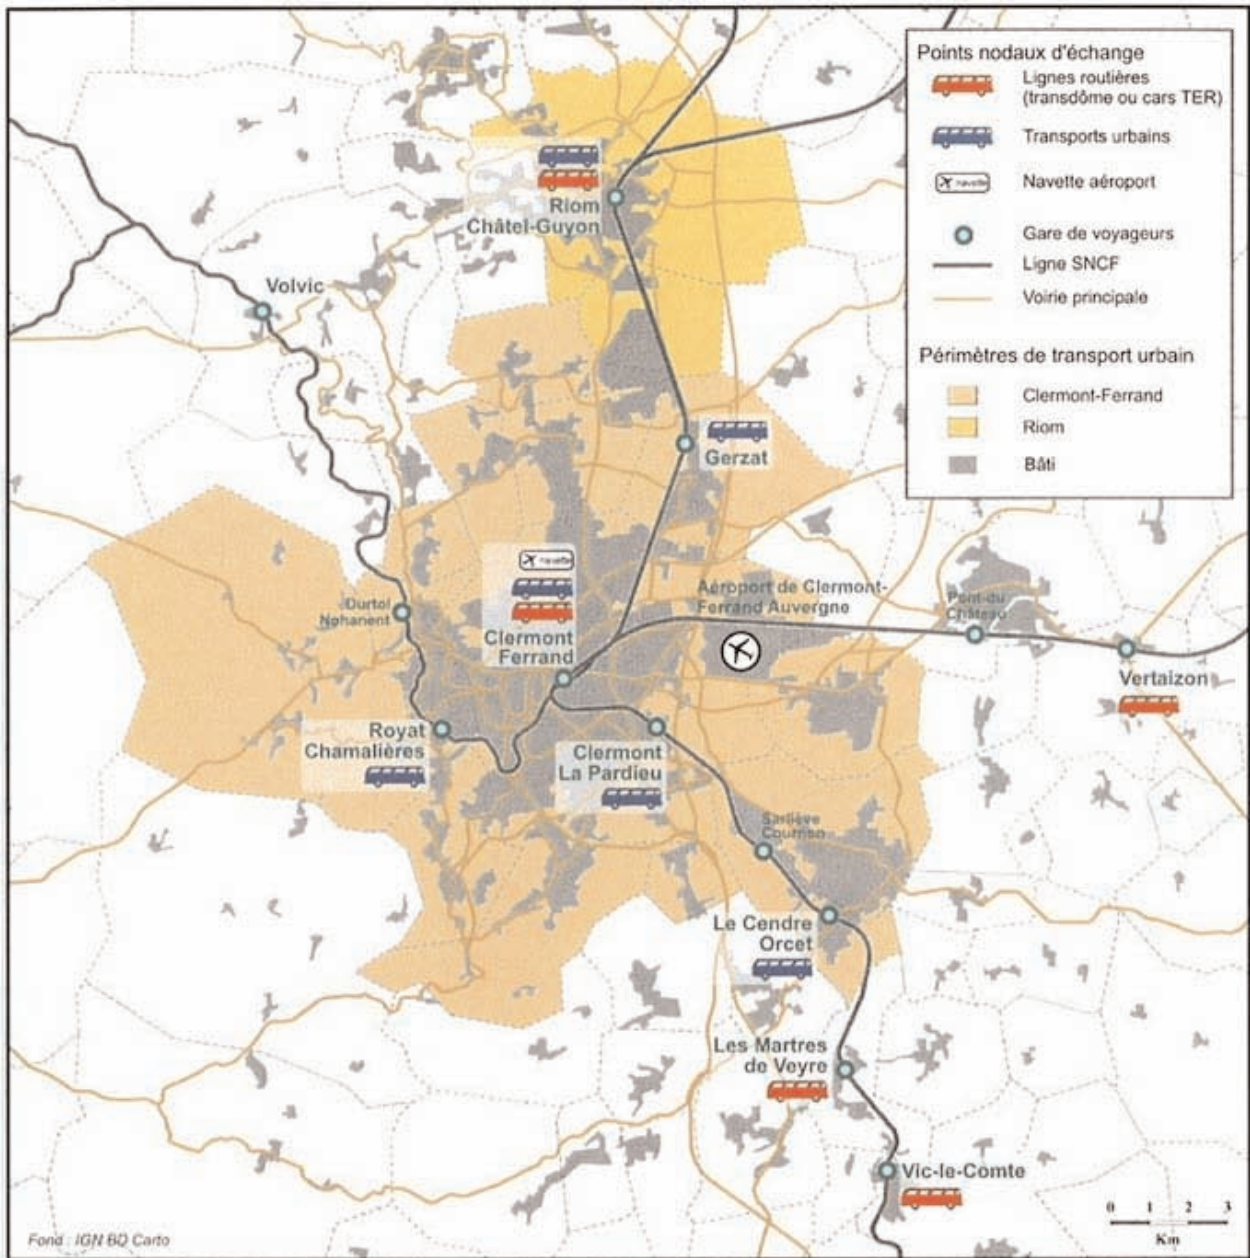 Points nodaux d'échange
Lignes routières
(transdôme ou cars TER)
Transports urbains
navette
Navette aéroport
Gare de voyageurs
Ligne SNCF
Voirie principale
Périmètres de transport urbain
Clermont-Ferrand
Riom
Bâti
Riom
Châtel-Guyon
Volvic
Gerzat
navette
Clermont
Ferrand
Durtol
Nohanent
Aéroport de Clermont-
Ferrand Auvergne
Pont-du
Château
Vertaizon
Royat
Chamalières
Clermont
La Pardieu
Sarliève
Cournon
Le Cendre
Orcet
Les Martres
de Veyre
Vic-le-Comte
0 1 2 3
Km
Fond : IGN BD Carto